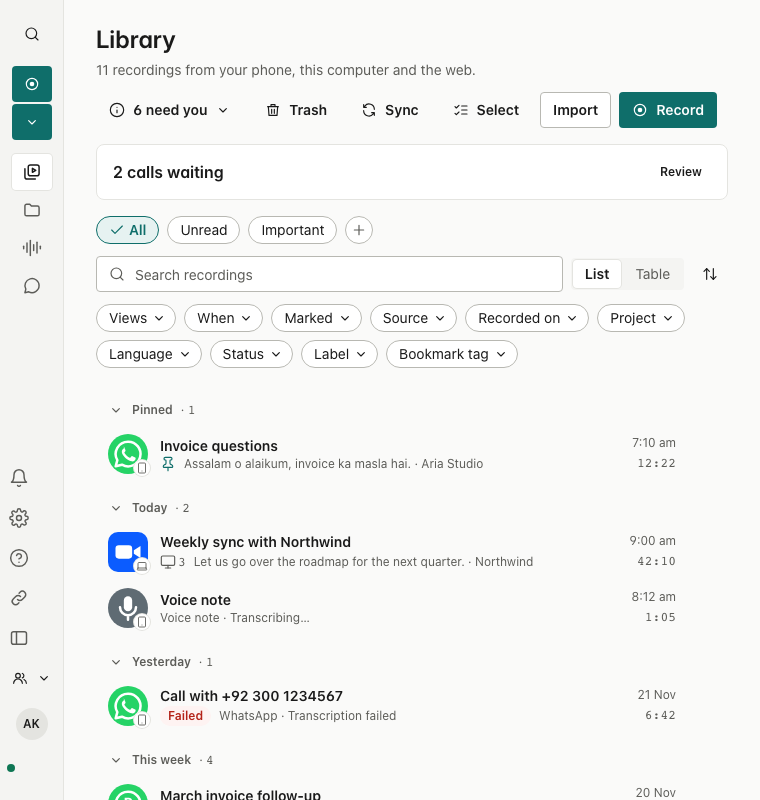 Library
11 recordings from your phone, this computer and the web.
6 need you
Trash
Sync
Select
Import
Record
2 calls waiting
Review
All
Unread
Important
Search recordings
List
Table
Views
When
Marked
Source
Recorded on
Project
Language
Status
Label
Bookmark tag
Pinned · 1
Invoice questions
7:10 am
Assalam o alaikum, invoice ka masla hai. · Aria Studio
12:22
Today · 2
Weekly sync with Northwind
9:00 am
3 Let us go over the roadmap for the next quarter. · Northwind
42:10
Voice note
8:12 am
Voice note · Transcribing...
1:05
Yesterday · 1
Call with +92 300 1234567
21 Nov
Failed WhatsApp · Transcription failed
6:42
This week · 4
March invoice follow-up
20 Nov
AK